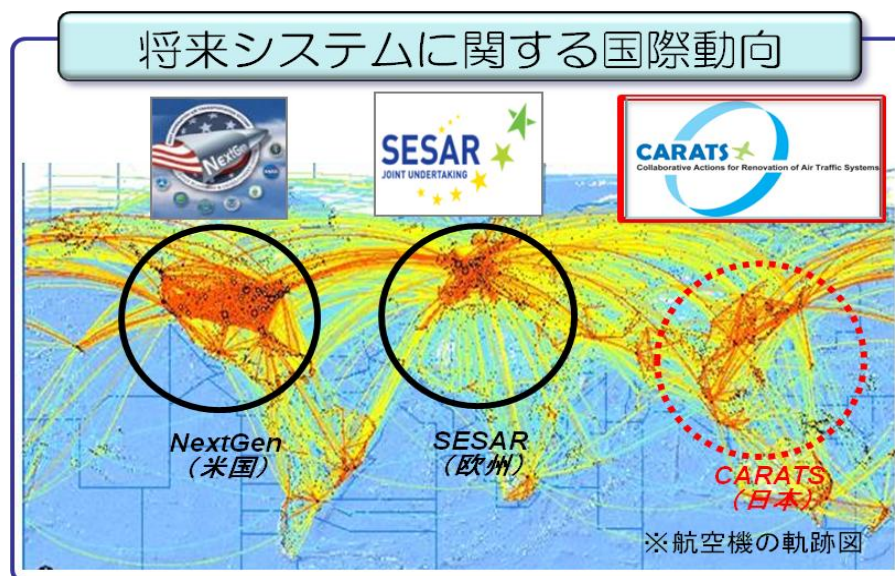 将来システムに関する国際動向
NextGen
SESAR
JOINT UNDERTAKING
CARATS
Collaborative Actions for Renovation of Air Traffic Systems
NextGen
(米国)
SESAR
(欧州)
CARATS
(日本)
※航空機の軌跡図